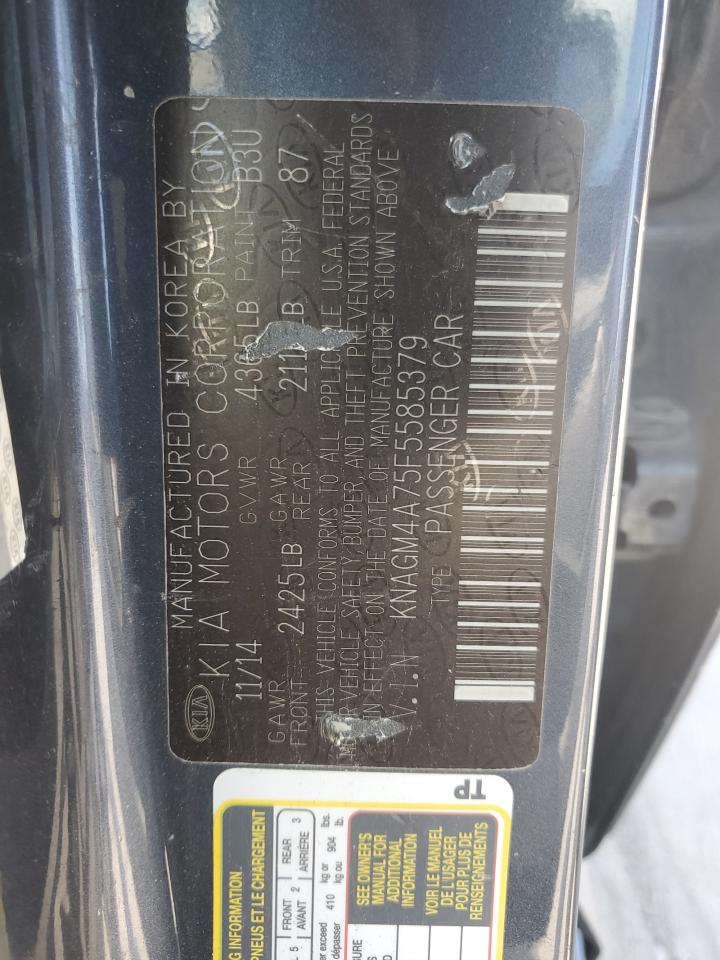 MANUFACTURED IN KOREA BY
KIA KIA MOTORS CORPORATION
11/14 GVWR LB PAINT B3U
GAWR GAWR
FRONT 2425LB REAR TRIM 87
THIS VEHICLE CONFORMS TO ALL APPLICABLE U.S.A. FEDERAL
VEHICLE SAFETY, BUMPER, AND THEFT PREVENTION STANDARDS
IN EFFECT ON THE DATE OF MANUFACTURE SHOWN ABOVE
V.I.N KNAGM4A75F5585379
TYPE PASSENGER CAR
TP
G INFORMATION
PNEUS ET LE CHARGEMENT
5 FRONT 2 REAR 3
AVANT ARRIÈRE
er exceed 410 kg or 904 lbs.
dépasser kg ou lb.
SEE OWNER'S
MANUAL FOR
ADDITIONAL
INFORMATION
VOIR LE MANUEL
DE L'USAGER
POUR PLUS DE
RENSEIGNEMENTS